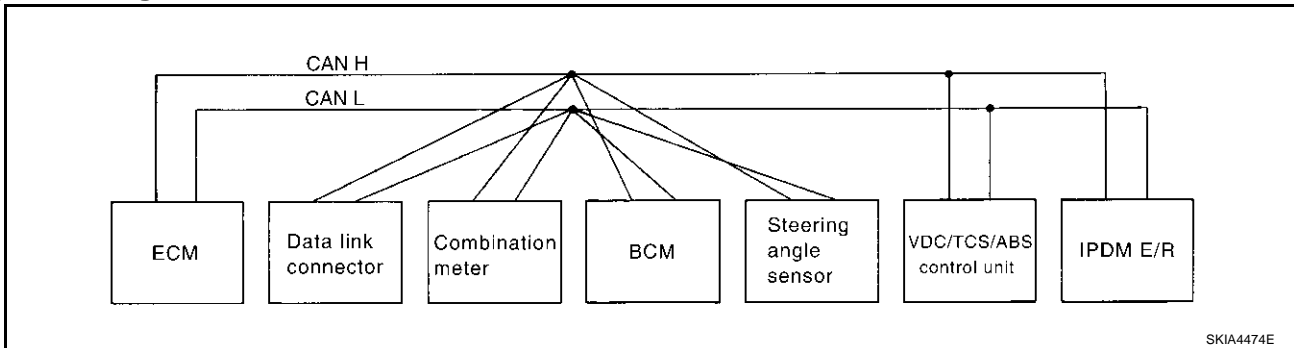 CAN H
CAN L
ECM
Data link
connector
Combination
meter
BCM
Steering
angle
sensor
VDC/TCS/ABS
control unit
IPDM E/R
SKIA4474E